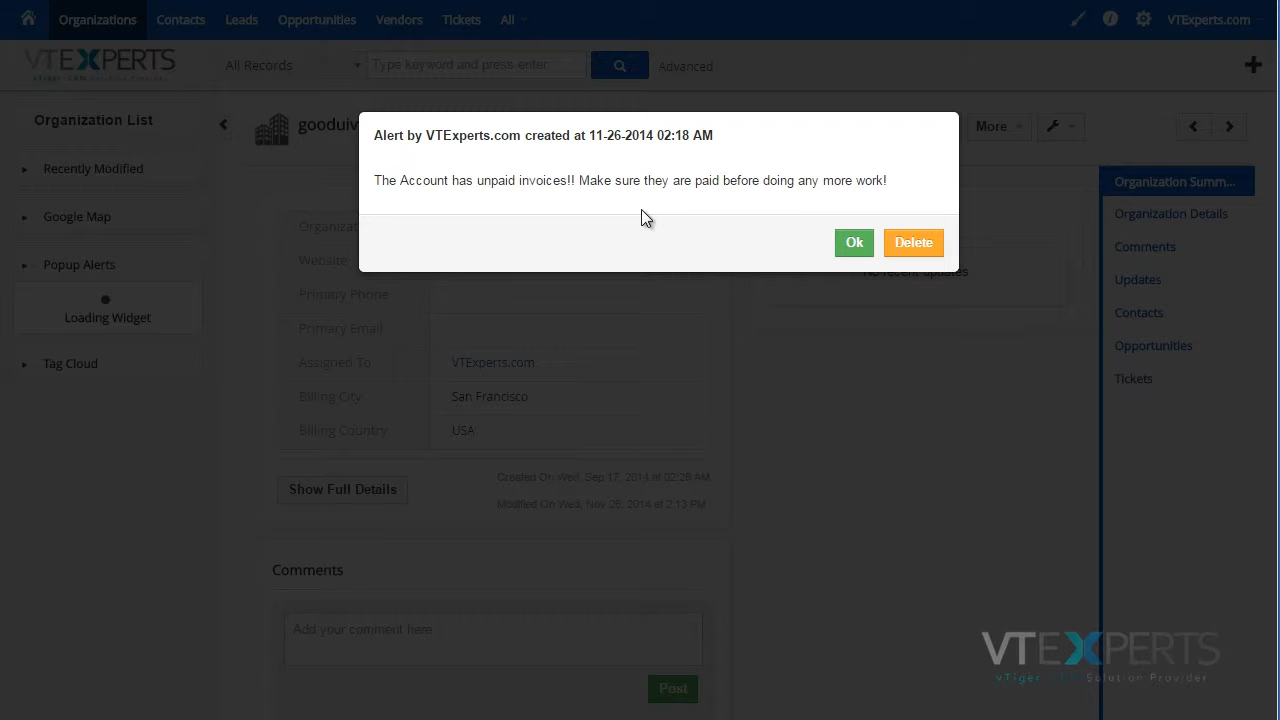 Organizations Contacts Leads Opportunities Vendors Tickets All VTExperts.com
VTEXPERTS All Records Type keyword and press enter Advanced
Organization List
Recently Modified
Google Map
Popup Alerts
Loading Widget
Tag Cloud
gooduiv
More
Alert by VTExperts.com created at 11-26-2014 02:18 AM
The Account has unpaid invoices!! Make sure they are paid before doing any more work!
Ok Delete
No recent updates
Website
Primary Phone
Primary Email
Assigned To VTExperts.com
Billing City San Francisco
Billing Country USA
Show Full Details
Created On Wed, Sep 17, 2014 at 02:28 AM
Modified On Wed, Nov 26, 2014 at 2:13 PM
Comments
Add your comment here
Post
Organization Summ...
Organization Details
Comments
Updates
Contacts
Opportunities
Tickets
VTEXPERTS
vTiger CRM Solution Provider